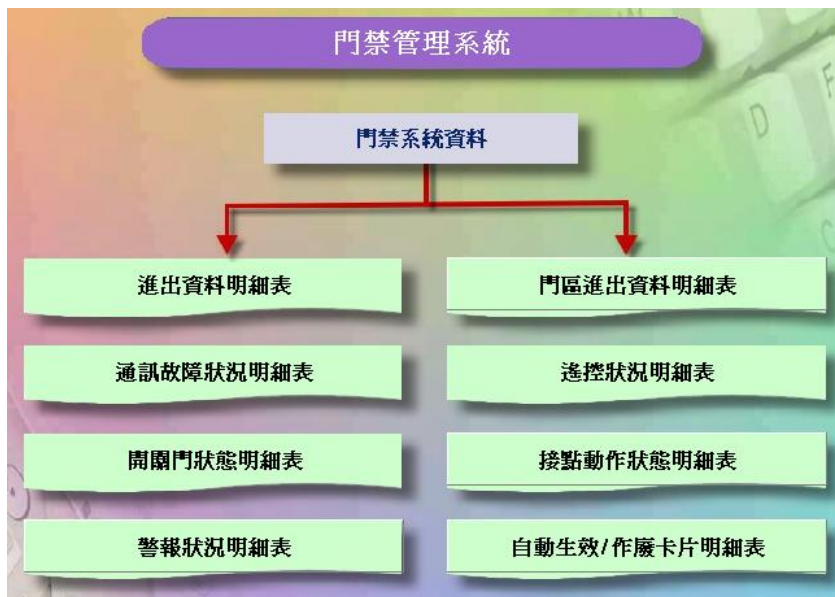 門禁管理系統
門禁系統資料
進出資料明細表
門區進出資料明細表
通訊故障狀況明細表
遙控狀況明細表
開關門狀態明細表
接點動作狀態明細表
警報狀況明細表
自動生效/作廢卡片明細表
D
F